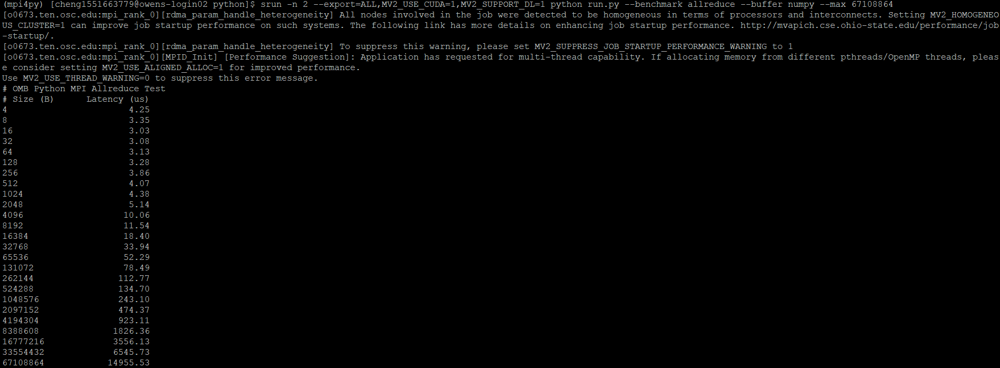 (mpi4py) [cheng1551663779@owens-login02 python]$ srun -n 2 --export=ALL,MV2_USE_CUDA=1,MV2_SUPPORT_DL=1 python run.py --benchmark allreduce --buffer numpy --max 67108864
[o0673.ten.osc.edu:mpi_rank_0][rdma_param_handle_heterogeneity] All nodes involved in the job were detected to be homogeneous in terms of processors and interconnects. Setting MV2_HOMOGENEO
US_CLUSTER=1 can improve job startup performance on such systems. The following link has more details on enhancing job startup performance. http://mvapich.cse.ohio-state.edu/performance/job
-startup/.
[o0673.ten.osc.edu:mpi_rank_0][rdma_param_handle_heterogeneity] To suppress this warning, please set MV2_SUPPRESS_JOB_STARTUP_PERFORMANCE_WARNING to 1
[o0673.ten.osc.edu:mpi_rank_0][MPID_Init] [Performance Suggestion]: Application has requested for multi-thread capability. If allocating memory from different pthreads/OpenMP threads, pleas
e consider setting MV2_USE_ALIGNED_ALLOC=1 for improved performance.
Use MV2_USE_THREAD_WARNING=0 to suppress this error message.
# OMB Python MPI Allreduce Test
# Size (B) Latency (us)
4 4.25
8 3.35
16 3.03
32 3.08
64 3.13
128 3.28
256 3.86
512 4.07
1024 4.38
2048 5.14
4096 10.06
8192 11.54
16384 18.40
32768 33.94
65536 52.29
131072 78.49
262144 112.77
524288 134.70
1048576 243.10
2097152 474.37
4194304 923.11
8388608 1826.36
16777216 3556.13
33554432 6545.73
67108864 14955.53